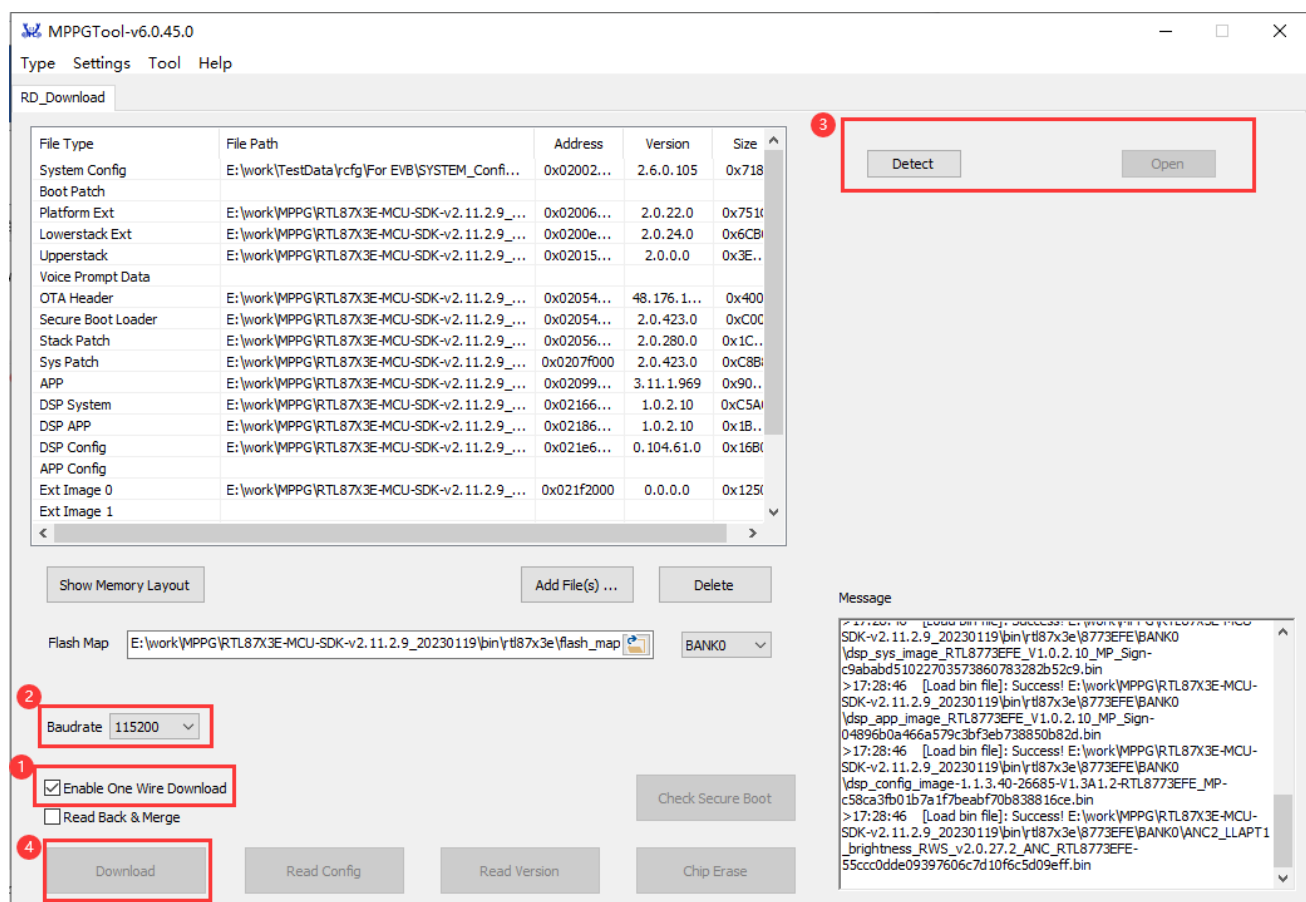 MPPGTool-v6.0.45.0
Type Settings Tool Help
RD_Download
File Type File Path Address Version Size
System Config E:\work\TestData\rcfg\For EVB\SYSTEM_Confi... 0x02002... 2.6.0.105 0x718
Boot Patch
Platform Ext E:\work\MPPG\RTL87X3E-MCU-SDK-v2.11.2.9_... 0x02006... 2.0.22.0 0x751(
Lowerstack Ext E:\work\MPPG\RTL87X3E-MCU-SDK-v2.11.2.9_... 0x0200e... 2.0.24.0 0x6CB(
Upperstack E:\work\MPPG\RTL87X3E-MCU-SDK-v2.11.2.9_... 0x02015... 2.0.0.0 0x3E...
Voice Prompt Data
OTA Header E:\work\MPPG\RTL87X3E-MCU-SDK-v2.11.2.9_... 0x02054... 48.176.1... 0x400
Secure Boot Loader E:\work\MPPG\RTL87X3E-MCU-SDK-v2.11.2.9_... 0x02054... 2.0.423.0 0xC00
Stack Patch E:\work\MPPG\RTL87X3E-MCU-SDK-v2.11.2.9_... 0x02056... 2.0.280.0 0x1C...
Sys Patch E:\work\MPPG\RTL87X3E-MCU-SDK-v2.11.2.9_... 0x0207f000 2.0.423.0 0xC8B
APP E:\work\MPPG\RTL87X3E-MCU-SDK-v2.11.2.9_... 0x02099... 3.11.1.969 0x90...
DSP System E:\work\MPPG\RTL87X3E-MCU-SDK-v2.11.2.9_... 0x02166... 1.0.2.10 0xC5A
DSP APP E:\work\MPPG\RTL87X3E-MCU-SDK-v2.11.2.9_... 0x02186... 1.0.2.10 0x1B...
DSP Config E:\work\MPPG\RTL87X3E-MCU-SDK-v2.11.2.9_... 0x021e6... 0.104.61.0 0x16B
APP Config
Ext Image 0 E:\work\MPPG\RTL87X3E-MCU-SDK-v2.11.2.9_... 0x021f2000 0.0.0.0 0x125(
Ext Image 1
3
Detect Open
Show Memory Layout Add File(s) ... Delete
Flash Map E:\work\MPPG\RTL87X3E-MCU-SDK-v2.11.2.9_20230119\bin\rtl87x3e\flash_map BANK0
2
Baudrate 115200
1
Enable One Wire Download
Read Back & Merge
Check Secure Boot
4
Download Read Config Read Version Chip Erase
Message
>17:28:46 [Load bin file]: Success! E:\work\MPPG\RTL87X3E-MCU-
SDK-v2.11.2.9_20230119\bin\rtl87x3e\8773EFE\BANK0
\dsp_sys_image_RTL8773EFE_V1.0.2.10_MP_Sign-
c9ababd51022703573860783282b52c9.bin
>17:28:46 [Load bin file]: Success! E:\work\MPPG\RTL87X3E-MCU-
SDK-v2.11.2.9_20230119\bin\rtl87x3e\8773EFE\BANK0
\dsp_app_image_RTL8773EFE_V1.0.2.10_MP_Sign-
04896b0a466a579c3bf3eb738850b82d.bin
>17:28:46 [Load bin file]: Success! E:\work\MPPG\RTL87X3E-MCU-
SDK-v2.11.2.9_20230119\bin\rtl87x3e\8773EFE\BANK0
\dsp_config_image-1.1.3.40-26685-V1.3A1.2-RTL8773EFE_MP-
c58ca3fb01b7a1f7beabf70b838816ce.bin
>17:28:46 [Load bin file]: Success! E:\work\MPPG\RTL87X3E-MCU-
SDK-v2.11.2.9_20230119\bin\rtl87x3e\8773EFE\BANK0\ANC2_LLAPT1
_brightness_RWS_v2.0.27.2_ANC_RTL8773EFE-
55ccc0dde09397606c7d10f6c5d09eff.bin